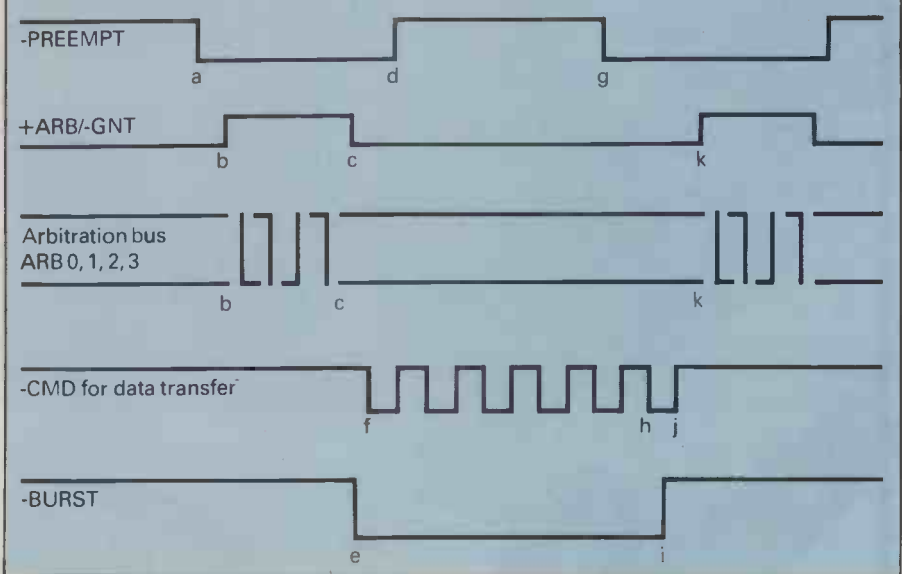 -PREEMPT
a d g
+ARB/-GNT
b c k
Arbitration bus
ARB 0, 1, 2, 3
b c k
-CMD for data transfer
f h j
-BURST
e i